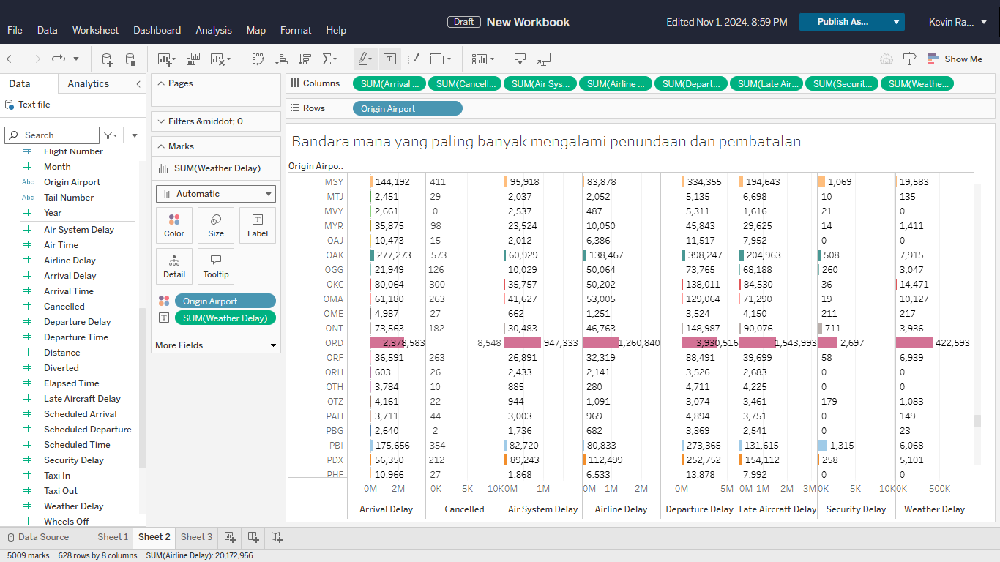 Draft New Workbook
Edited Nov 1, 2024, 8:59 PM
Publish As...
Kevin Ra...
File Data Worksheet Dashboard Analysis Map Format Help
Show Me
Data Analytics
Text file
Search
Flight Number
Month
Abc Origin Airport
Abc Tail Number
Year
Air System Delay
Air Time
Airline Delay
Arrival Delay
Arrival Time
Cancelled
Departure Delay
Departure Time
Distance
Diverted
Elapsed Time
Late Aircraft Delay
Scheduled Arrival
Scheduled Departure
Scheduled Time
Security Delay
Taxi In
Taxi Out
Weather Delay
Wheels Off
Pages
Filters &middot; 0
Marks
SUM(Weather Delay)
Automatic
Color Size Label
Detail Tooltip
Origin Airport
SUM(Weather Delay)
More Fields
Columns SUM(Arrival ... SUM(Cancell... SUM(Air Sys... SUM(Airline ... SUM(Depart... SUM(Late Air... SUM(Securit... SUM(Weathe...
Rows Origin Airport
Bandara mana yang paling banyak mengalami penundaan dan pembatalan
Origin Airpo..
MSY 144,192 411 95,918 83,878 334,355 194,643 1,069 19,583
MTJ 2,451 29 2,037 2,052 5,135 6,698 10 135
MVY 2,661 0 2,537 487 5,311 1,616 21 0
MYR 35,875 98 23,524 10,050 45,843 29,625 14 1,411
OAJ 10,473 15 2,012 6,386 11,517 7,952 0 0
OAK 277,273 573 60,929 138,467 398,247 204,963 508 7,915
OGG 21,949 126 10,029 50,064 73,765 68,188 260 3,047
OKC 80,064 300 35,757 50,202 138,011 84,530 36 14,471
OMA 61,180 263 41,627 53,005 129,064 71,290 19 10,127
OME 4,987 27 662 1,251 3,524 4,150 211 217
ONT 73,563 182 30,483 46,763 148,987 90,076 711 3,936
ORD 2,378,583 8,548 947,333 1,260,840 3,930,516 1,543,993 2,697 422,593
ORF 36,591 263 26,891 32,319 88,491 39,699 58 6,939
ORH 603 26 2,433 2,141 3,526 2,683 0 0
OTH 3,784 10 885 280 4,711 4,225 0 0
OTZ 4,161 22 944 1,091 3,074 3,461 179 1,083
PAH 3,711 44 3,003 969 4,894 3,751 0 149
PBG 2,640 2 1,736 682 3,369 2,541 0 23
PBI 175,656 354 82,720 80,833 273,365 131,615 1,315 6,068
PDX 56,350 212 89,243 112,499 252,752 154,112 258 5,101
PHF 10,966 27 1,868 6,533 13,878 7,992 0 0
0M 2M 0K 5K 10K 0M 1M 0M 1M 2M 0M 5M 0M 1M 2M 3M 0K 5K 10K 0K 500K
Arrival Delay Cancelled Air System Delay Airline Delay Departure Delay Late Aircraft Delay Security Delay Weather Delay
Data Source Sheet 1 Sheet 2 Sheet 3
5009 marks 628 rows by 8 columns SUM(Airline Delay): 20,172,956